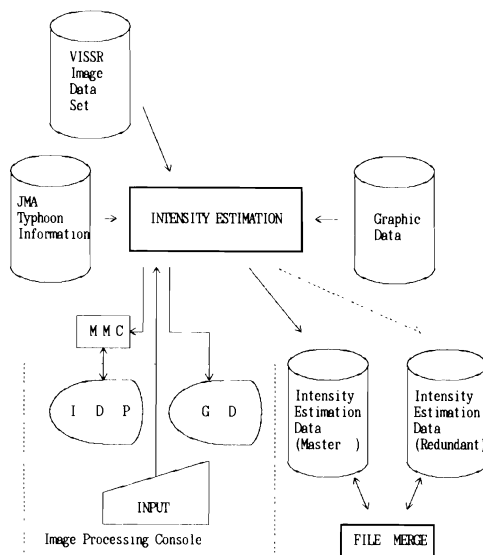 VISSR
Image
Data
Set
JMA
Typhoon
Information
INTENSITY ESTIMATION
Graphic
Data
M M C
I D P
G D
INPUT
Image Processing Console
Intensity
Estimation
Data
(Master )
Intensity
Estimation
Data
(Redundant)
FILE MERGE